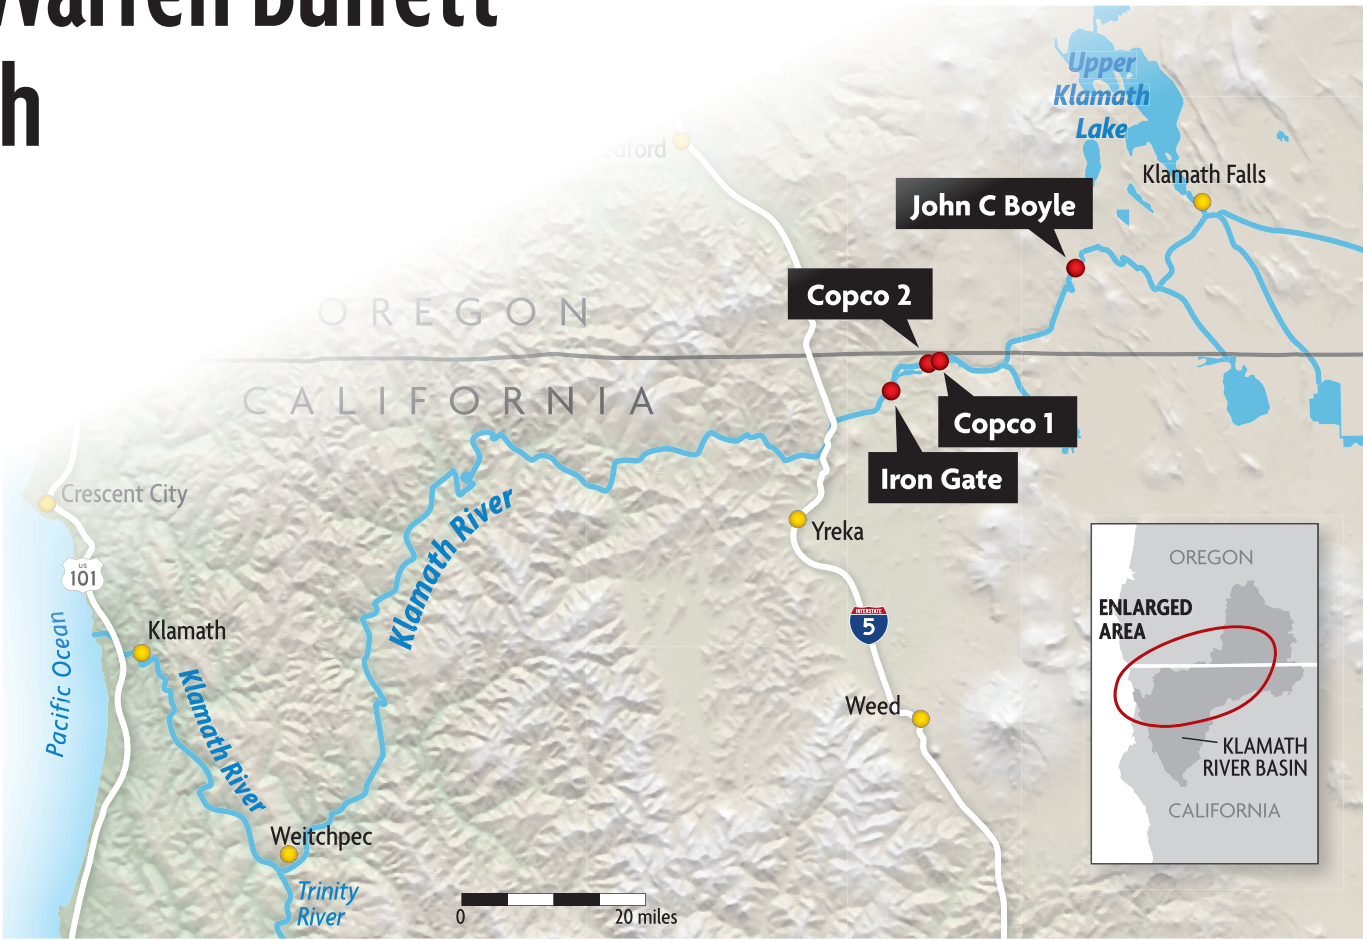 Warren Buffett
h
Upper
Klamath
Lake
Klamath Falls
edford
John C Boyle
Copco 2
OREGON
CALIFORNIA
Copco 1
Iron Gate
Crescent City
Klamath River
Yreka
US
101
OREGON
ENLARGED
AREA
INTERSTATE
5
Klamath
Pacific Ocean
Klamath River
Weed
KLAMATH
RIVER BASIN
CALIFORNIA
Weitchpec
Trinity
River
0 20 miles